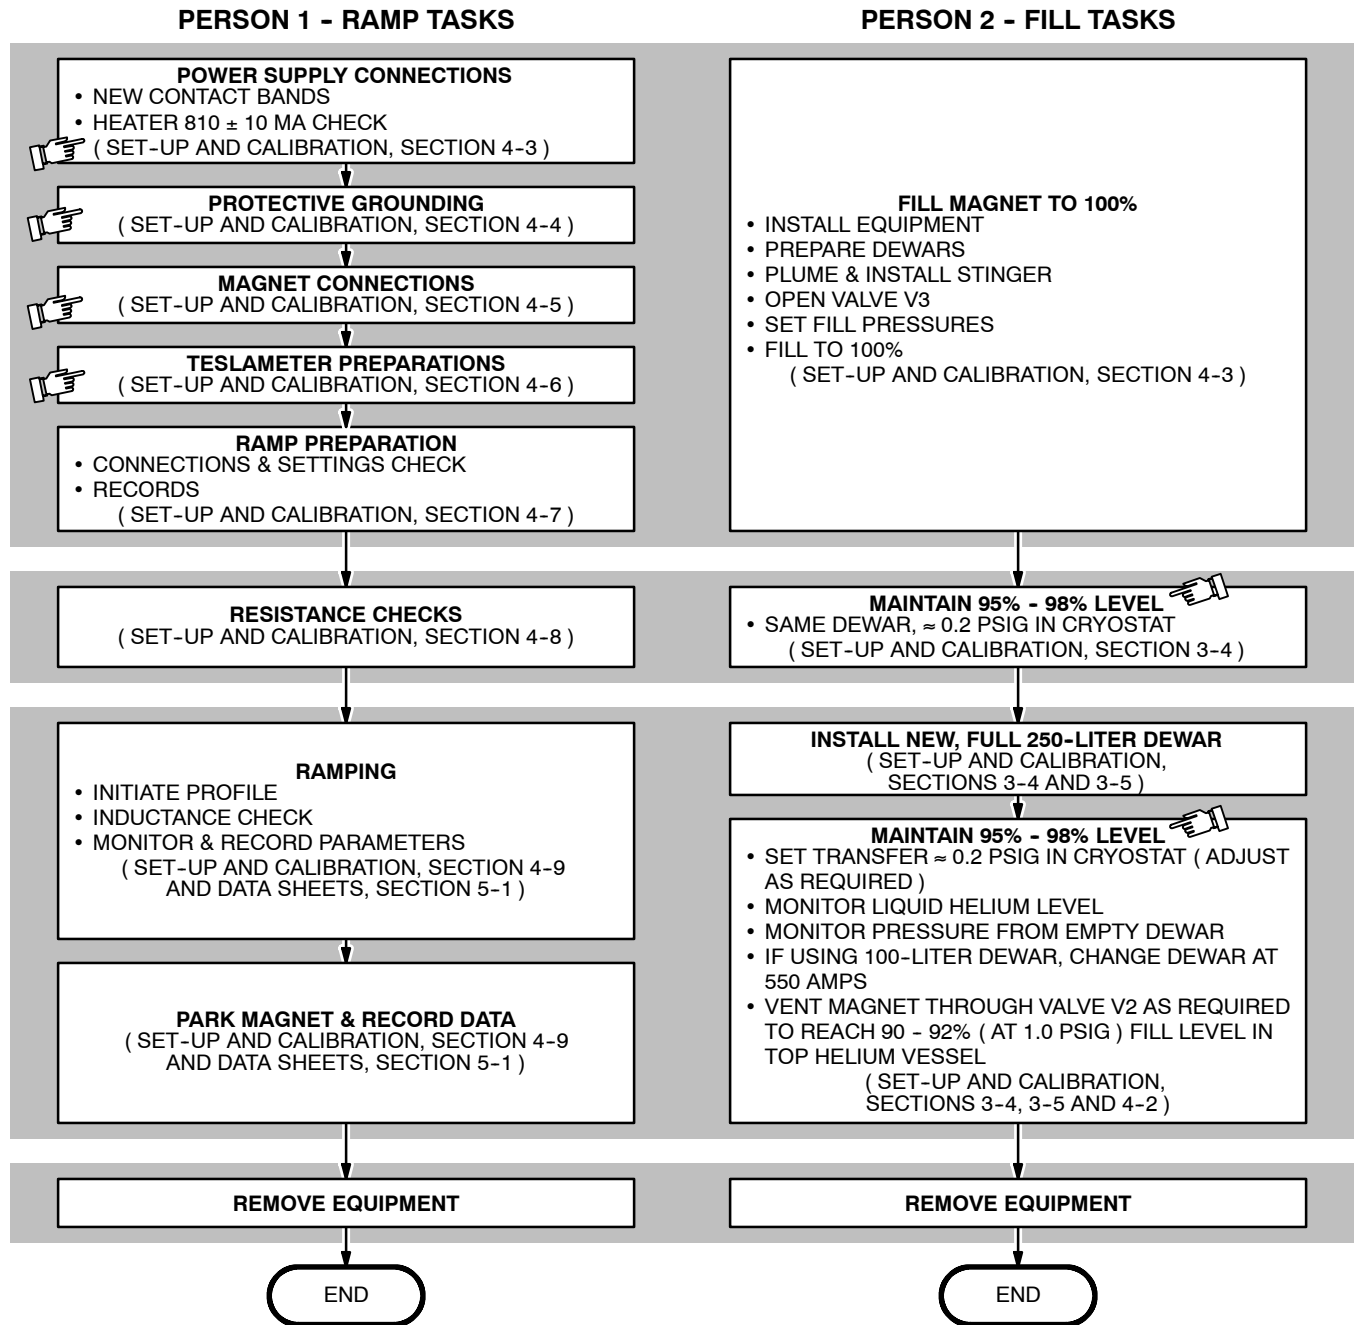 PERSON 1 - RAMP TASKS
POWER SUPPLY CONNECTIONS
• NEW CONTACT BANDS
• HEATER 810 ± 10 MA CHECK
( SET-UP AND CALIBRATION, SECTION 4-3 )
PROTECTIVE GROUNDING
( SET-UP AND CALIBRATION, SECTION 4-4 )
MAGNET CONNECTIONS
( SET-UP AND CALIBRATION, SECTION 4-5 )
TESLAMETER PREPARATIONS
( SET-UP AND CALIBRATION, SECTION 4-6 )
RAMP PREPARATION
• CONNECTIONS & SETTINGS CHECK
• RECORDS
( SET-UP AND CALIBRATION, SECTION 4-7 )
RESISTANCE CHECKS
( SET-UP AND CALIBRATION, SECTION 4-8 )
RAMPING
• INITIATE PROFILE
• INDUCTANCE CHECK
• MONITOR & RECORD PARAMETERS
( SET-UP AND CALIBRATION, SECTION 4-9
AND DATA SHEETS, SECTION 5-1 )
PARK MAGNET & RECORD DATA
( SET-UP AND CALIBRATION, SECTION 4-9
AND DATA SHEETS, SECTION 5-1 )
REMOVE EQUIPMENT
END
PERSON 2 - FILL TASKS
FILL MAGNET TO 100%
• INSTALL EQUIPMENT
• PREPARE DEWARS
• PLUME & INSTALL STINGER
• OPEN VALVE V3
• SET FILL PRESSURES
• FILL TO 100%
( SET-UP AND CALIBRATION, SECTION 4-3 )
MAINTAIN 95% - 98% LEVEL
• SAME DEWAR, ≈ 0.2 PSIG IN CRYOSTAT
( SET-UP AND CALIBRATION, SECTION 3-4 )
INSTALL NEW, FULL 250-LITER DEWAR
( SET-UP AND CALIBRATION,
SECTIONS 3-4 AND 3-5 )
MAINTAIN 95% - 98% LEVEL
• SET TRANSFER ≈ 0.2 PSIG IN CRYOSTAT ( ADJUST
AS REQUIRED )
• MONITOR LIQUID HELIUM LEVEL
• MONITOR PRESSURE FROM EMPTY DEWAR
• IF USING 100-LITER DEWAR, CHANGE DEWAR AT
550 AMPS
• VENT MAGNET THROUGH VALVE V2 AS REQUIRED
TO REACH 90 - 92% ( AT 1.0 PSIG ) FILL LEVEL IN
TOP HELIUM VESSEL
( SET-UP AND CALIBRATION,
SECTIONS 3-4, 3-5 AND 4-2 )
REMOVE EQUIPMENT
END